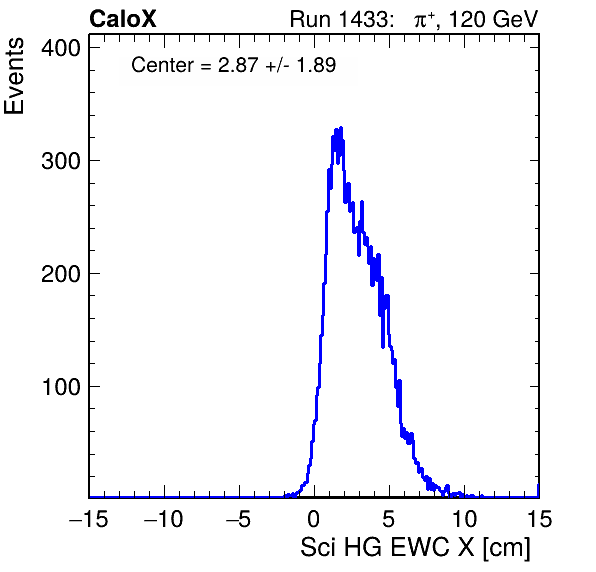 CaloX Run 1433: π+, 120 GeV
Events
Center = 2.87 +/- 1.89
400
300
200
100
−15 −10 −5 0 5 10 15
Sci HG EWC X [cm]